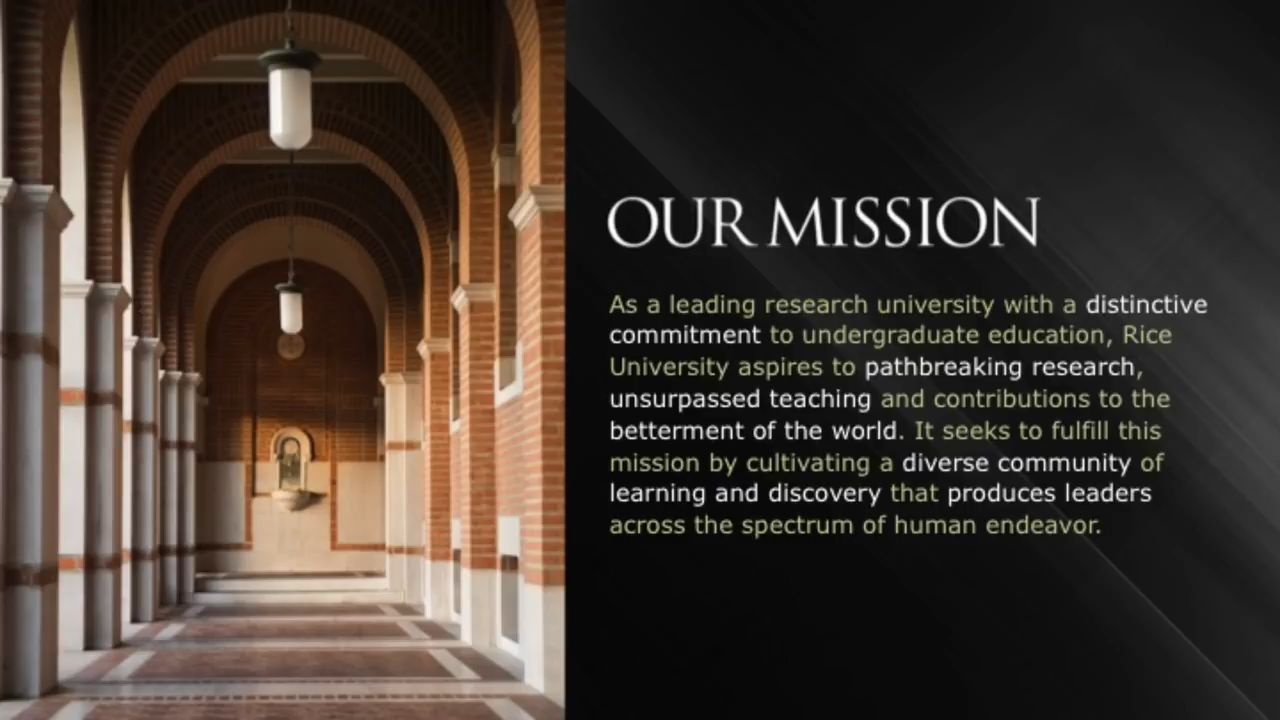 OUR MISSION
As a leading research university with a distinctive
commitment to undergraduate education, Rice
University aspires to pathbreaking research,
unsurpassed teaching and contributions to the
betterment of the world. It seeks to fulfill this
mission by cultivating a diverse community of
learning and discovery that produces leaders
across the spectrum of human endeavor.